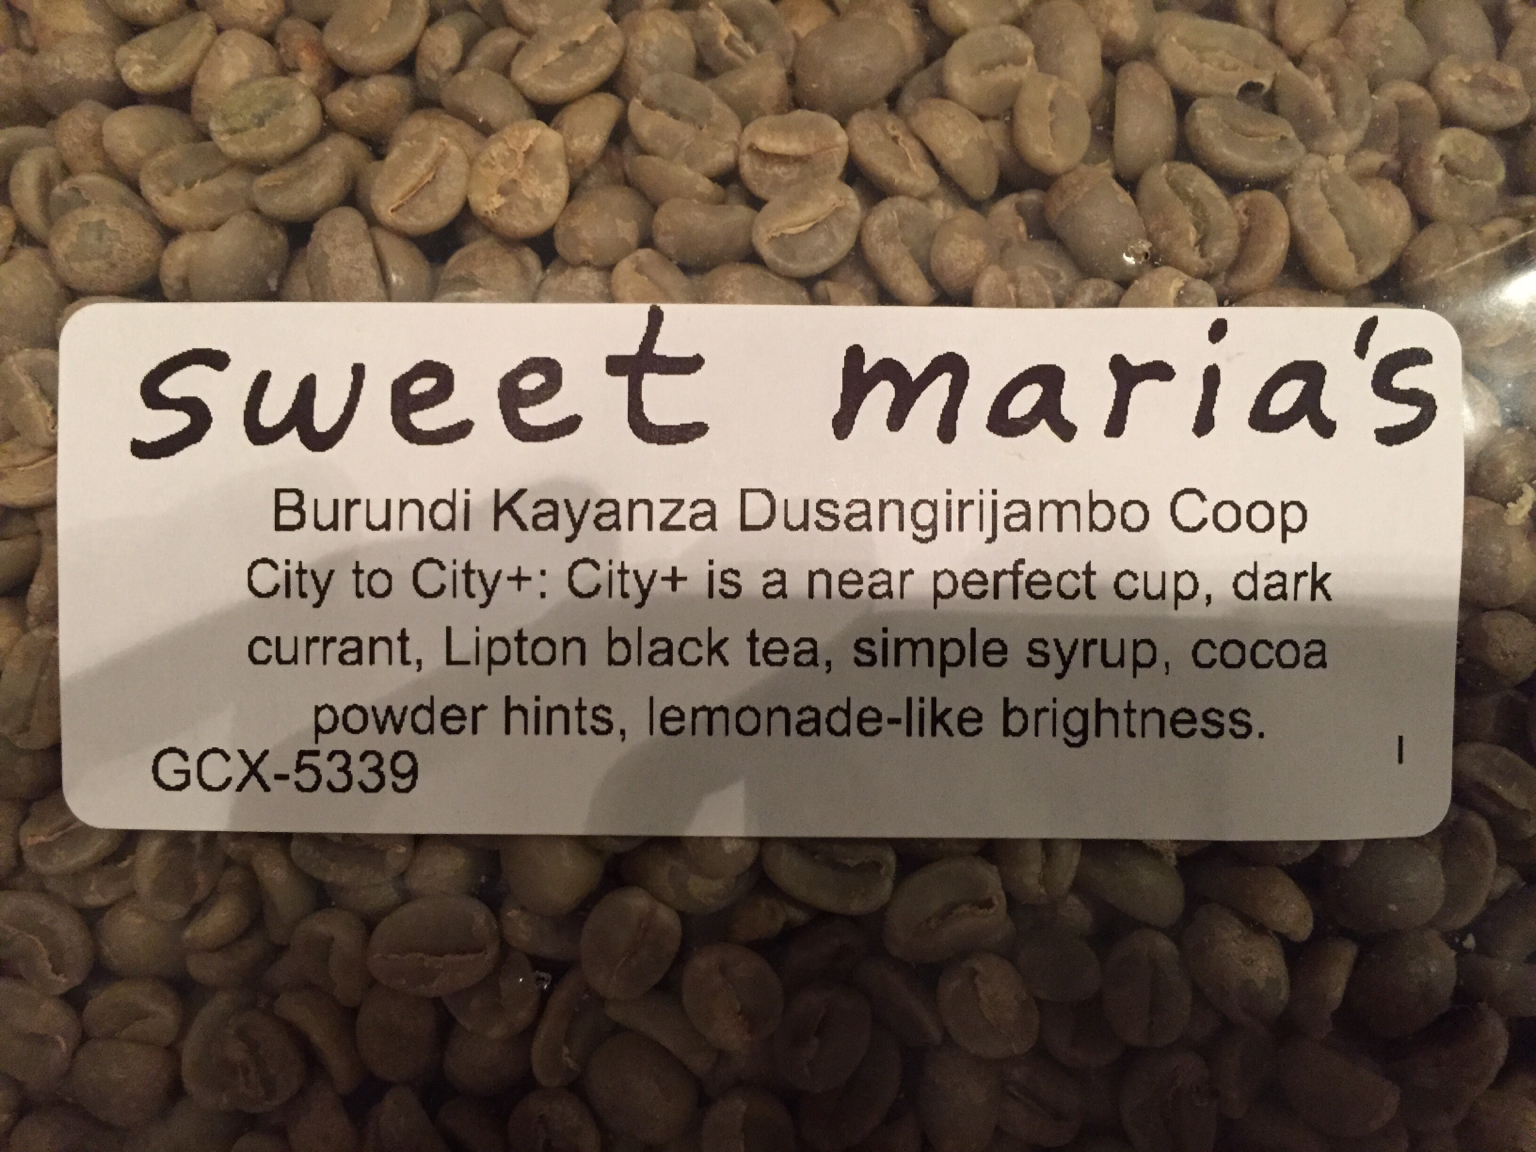 sweet maria's
Burundi Kayanza Dusangirijambo Coop
City to City+: City+ is a near perfect cup, dark
currant, Lipton black tea, simple syrup, cocoa
powder hints, lemonade-like brightness.
GCX-5339 I